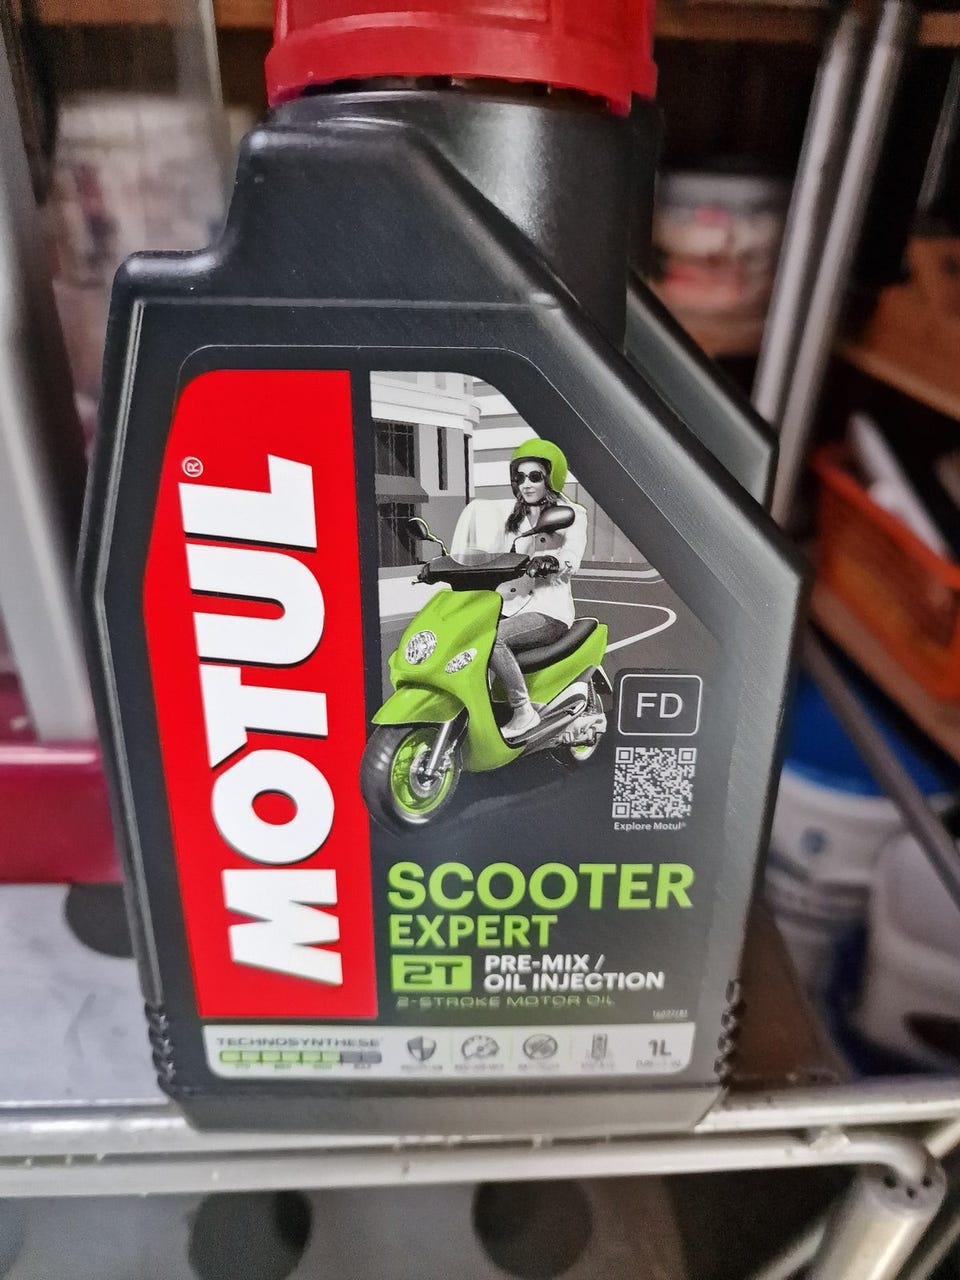 MOTUL®
FD
Explore Motul®
SCOOTER
EXPERT
2T PRE-MIX /
OIL INJECTION
2-STROKE MOTOR OIL
TECHNOSYNTHESE®
1L